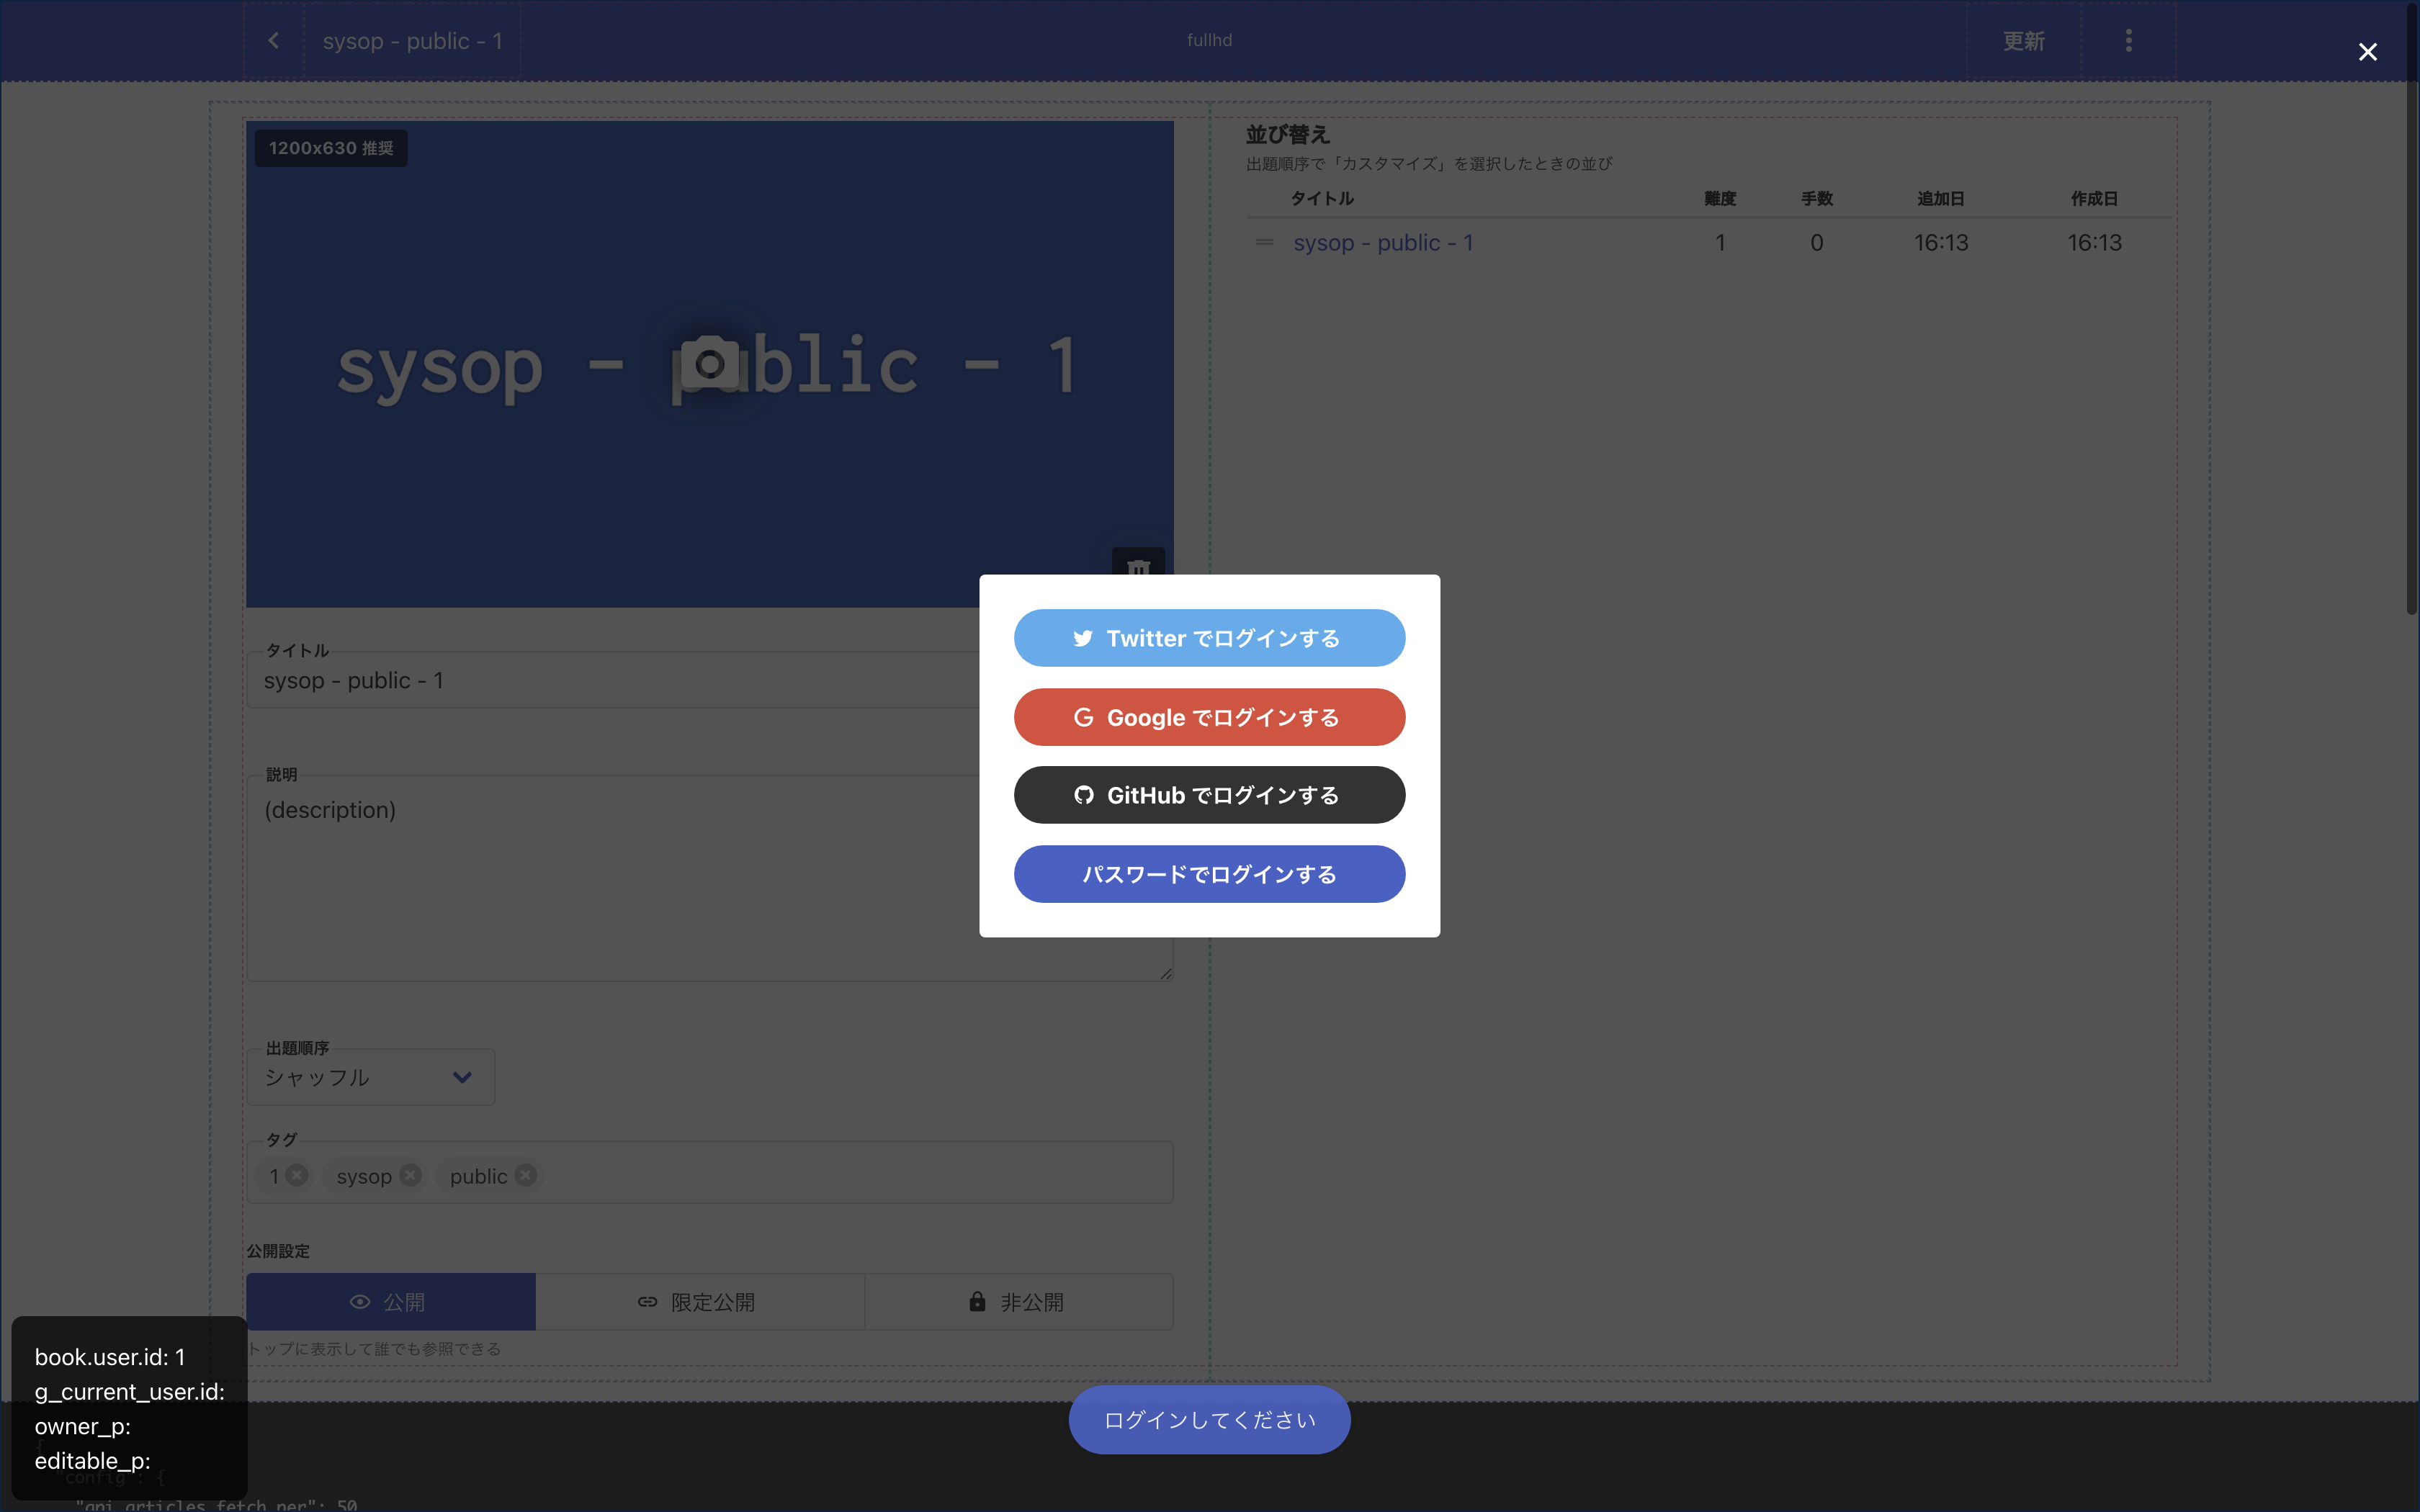 sysop - public - 1
fullhd
更新
1200x630 推奨
sysop - public - 1
タイトル
sysop - public - 1
説明
(description)
出題順序
シャッフル
タグ
1
sysop
public
公開設定
公開
限定公開
非公開
トップに表示して誰でも参照できる
並び替え
出題順序で「カスタマイズ」を選択したときの並び
タイトル 難度 手数 追加日 作成日
sysop - public - 1 1 0 16:13 16:13
Twitter でログインする
Google でログインする
GitHub でログインする
パスワードでログインする
ログインしてください
book.user.id: 1
g_current_user.id:
owner_p:
editable_p:
{
"config": {
"api_articles_fetch_per": 50